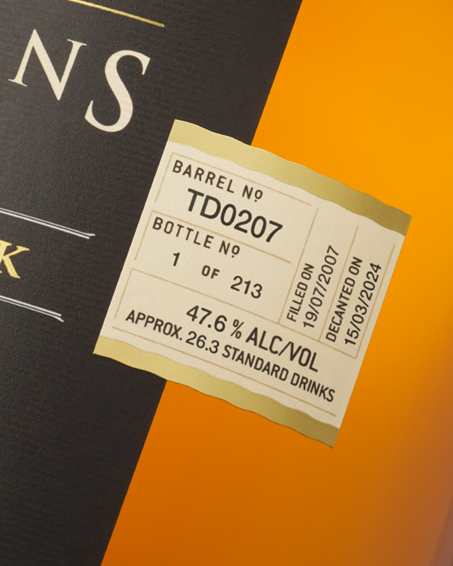 NS
K
BARREL Nº
TD0207
BOTTLE Nº
1 OF 213
FILLED ON
19/07/2007
DECANTED ON
15/03/2024
47.6 % ALC/VOL
APPROX. 26.3 STANDARD DRINKS